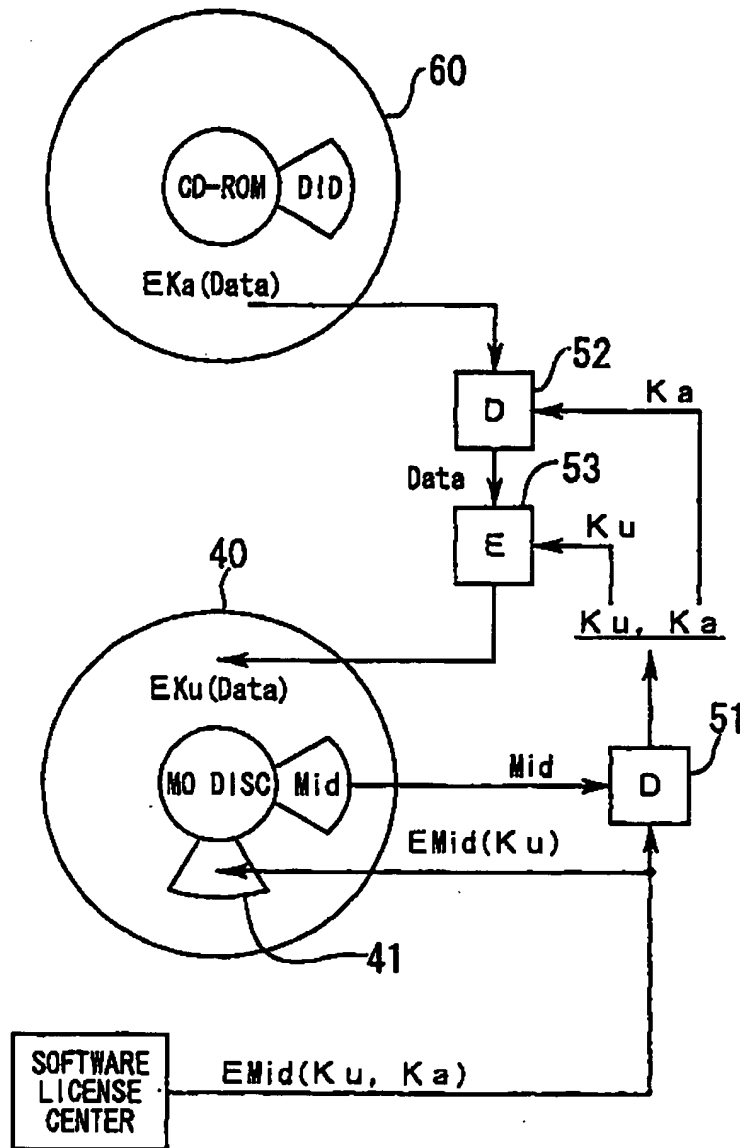 60
CD-ROM DID
EKa(Data)
52
D
Ka
Data
53
E
Ku
40
Ku, Ka
EKu(Data)
51
MO DISC Mid
Mid
D
EMid(Ku)
41
SOFTWARE
LICENSE
CENTER
EMid(Ku, Ka)